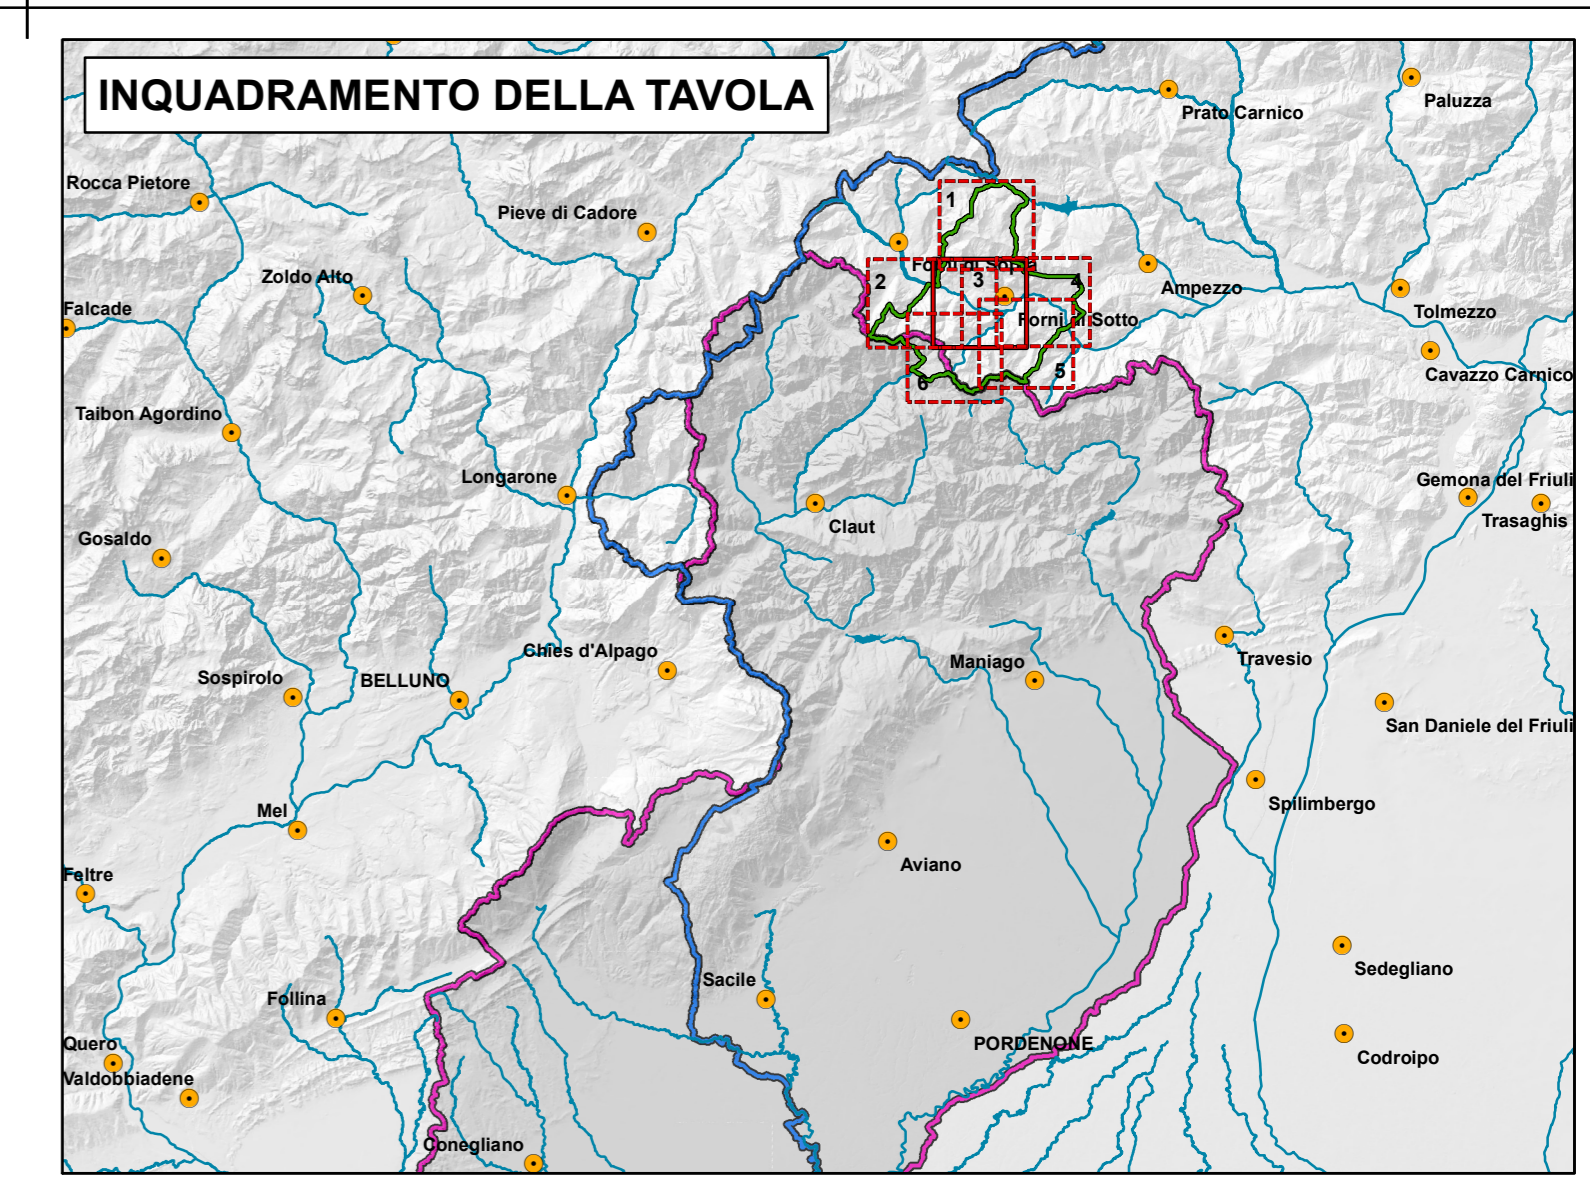 INQUADRAMENTO DELLA TAVOLA
Paluzza
Prato Carnico
Rocca Pietore
Pieve di Cadore
1
Forni di Sopra
Zoldo Alto
2
3
4
Ampezzo
Falcade
Forni di Sotto
Tolmezzo
Cavazzo Carnico
5
6
Taibon Agordino
Longarone
Gemona del Friuli
Claut
Trasaghis
Gosaldo
Chies d'Alpago
Maniago
Travesio
Sospirolo
BELLUNO
San Daniele del Friuli
Mel
Spilimbergo
Feltre
Aviano
Sacile
Sedegliano
Follina
Quero
PORDENONE
Codroipo
Valdobbiadene
Conegliano